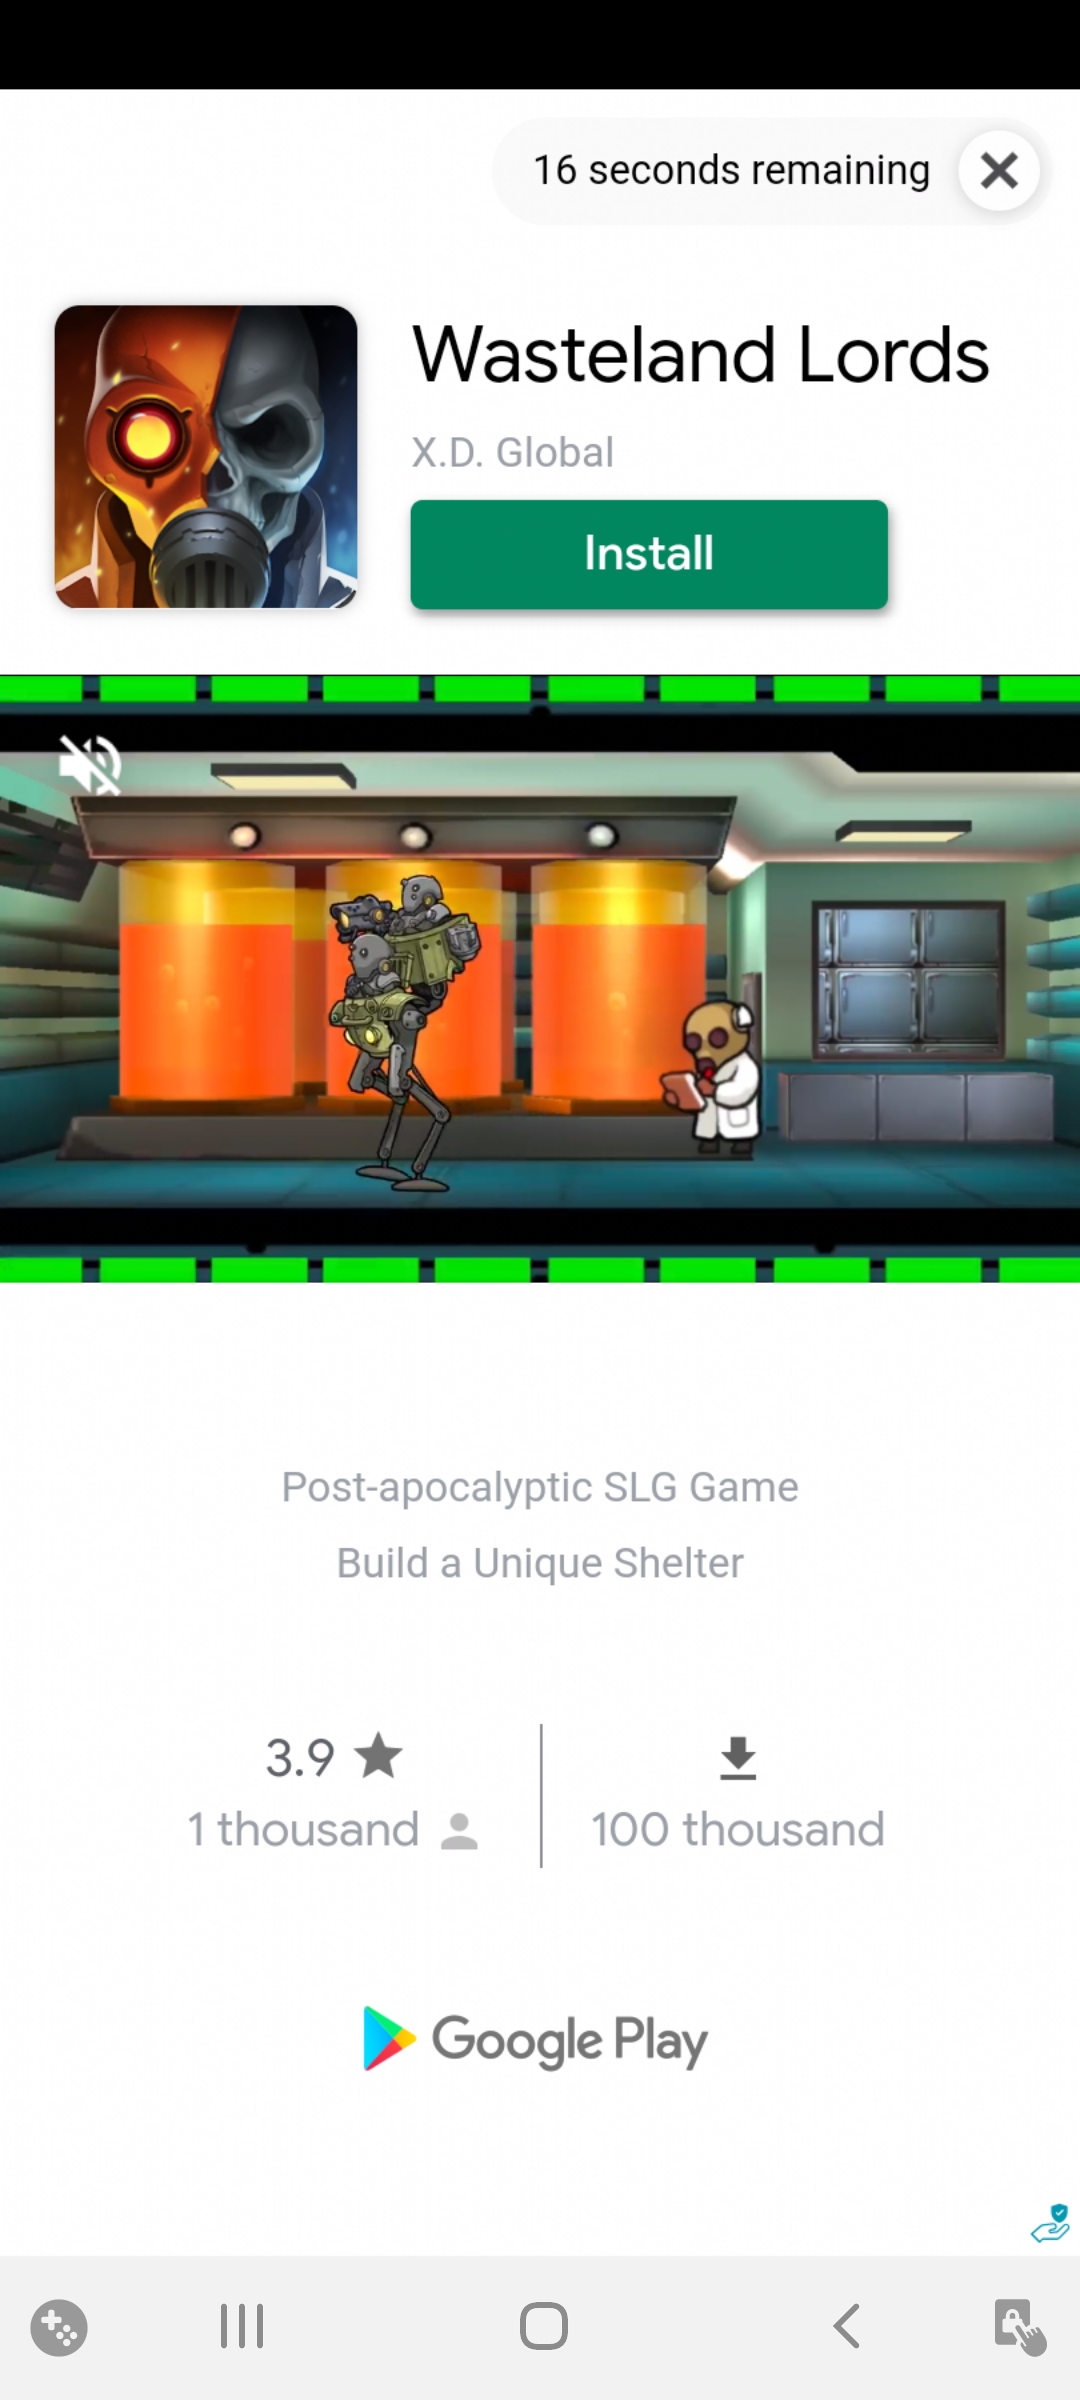 16 seconds remaining
Wasteland Lords
X.D. Global
Install
Post-apocalyptic SLG Game
Build a Unique Shelter
3.9
1 thousand
100 thousand
Google Play